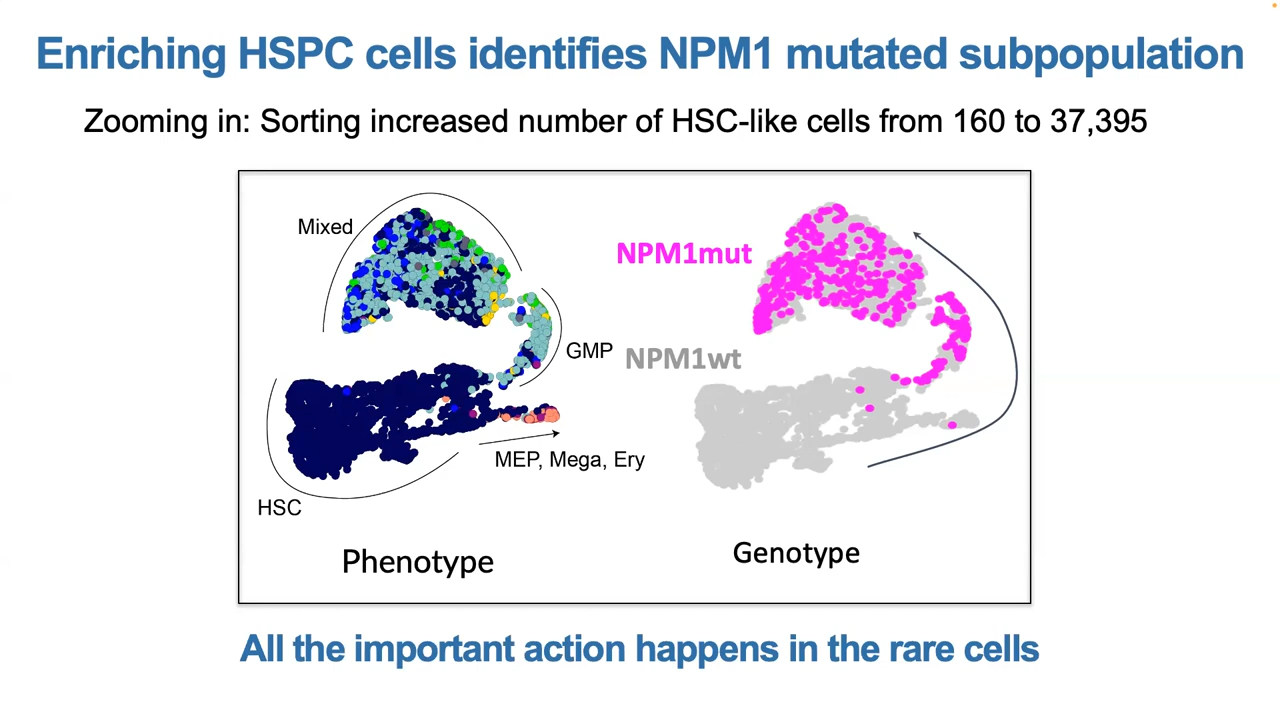 Enriching HSPC cells identifies NPM1 mutated subpopulation
Zooming in: Sorting increased number of HSC-like cells from 160 to 37,395
Mixed
GMP
MEP, Mega, Ery
HSC
Phenotype
NPM1mut
NPM1wt
Genotype
All the important action happens in the rare cells